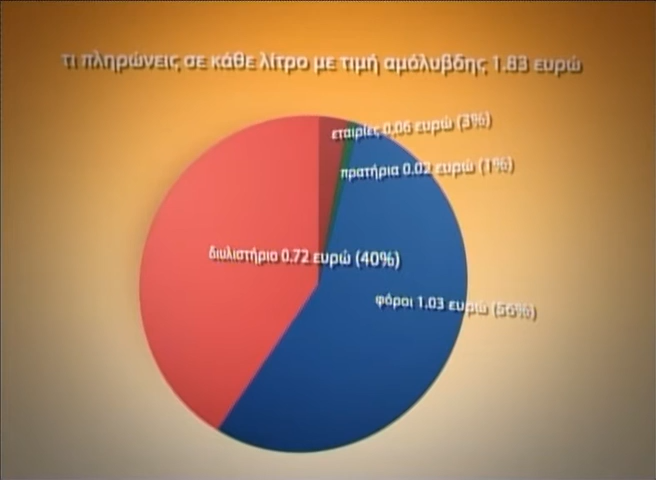 τι πληρώνεις σε κάθε λίτρο με τιμή αμόλυβδης 1.83 ευρώ
εταιρίες 0,06 ευρώ (3%)
πρατήρια 0.02 ευρώ (1%)
διυλιστήριο 0.72 ευρώ (40%)
φόροι 1.03 ευρώ (56%)